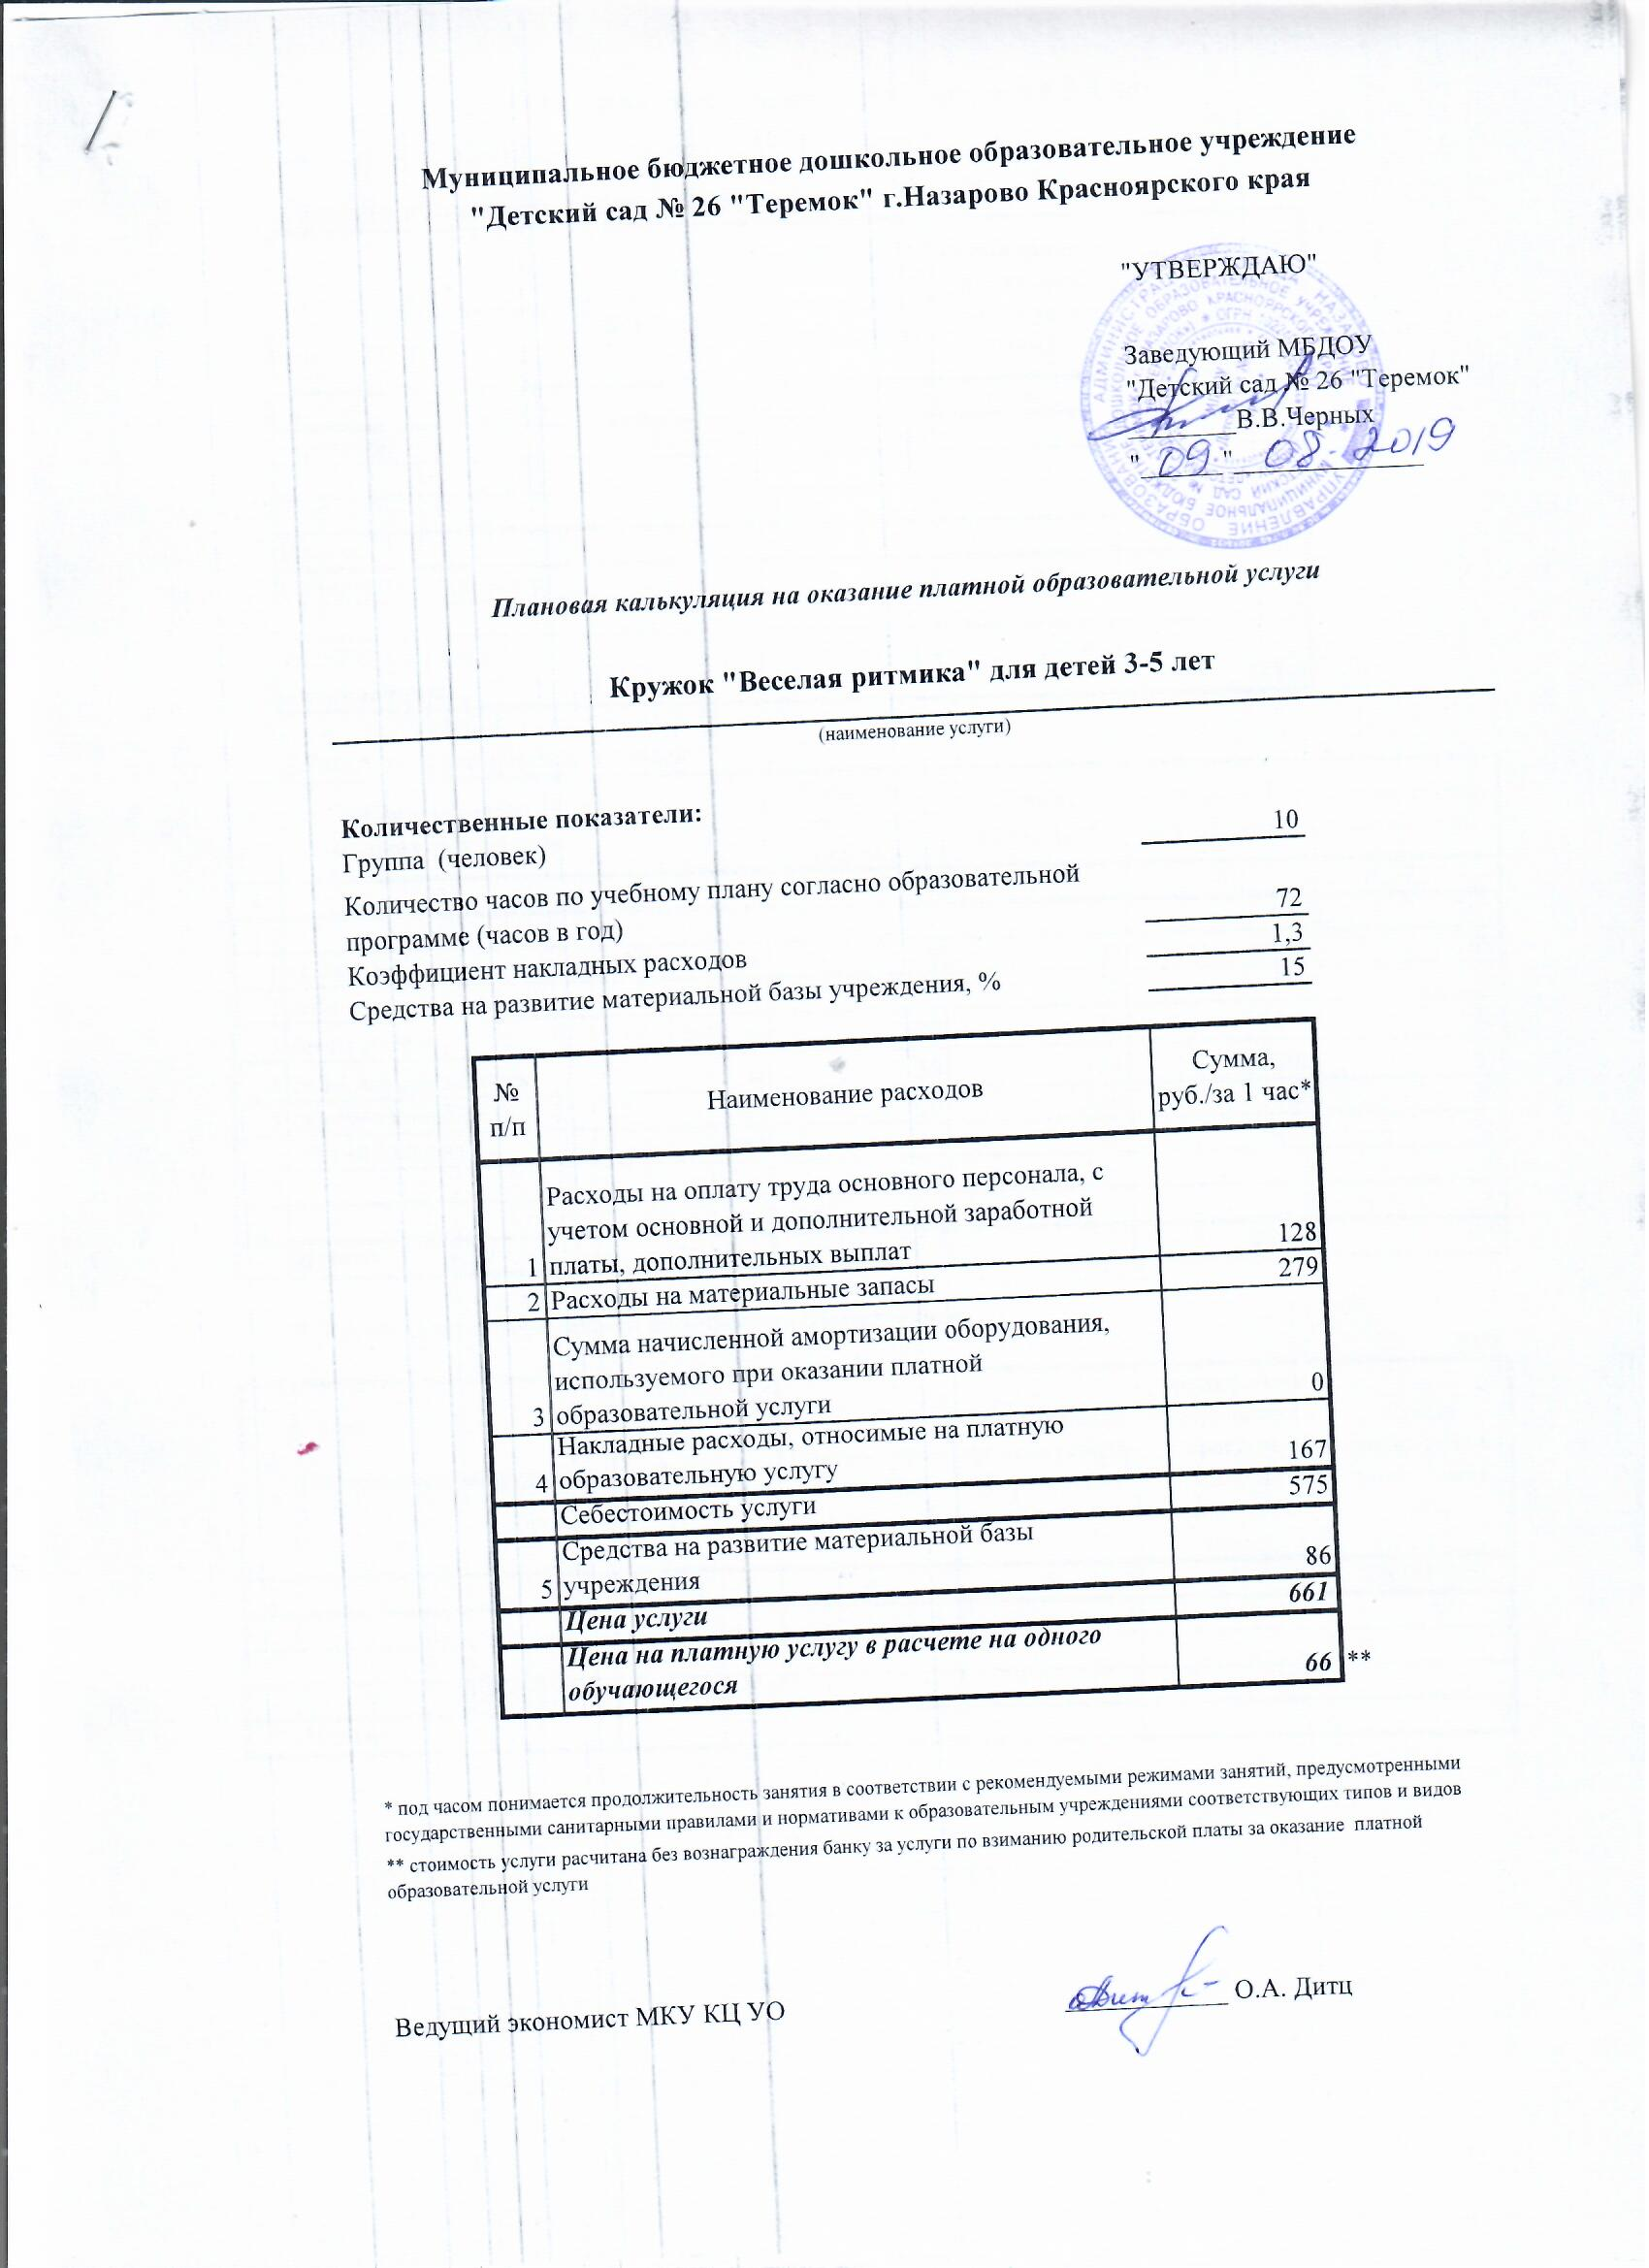 Муниципальное бюджетное дошкольное образовательное учреждение
"Детский сад № 26 "Теремок" г.Назарово Красноярского края
"УТВЕРЖДАЮ"
Заведующий МБДОУ
"Детский сад № 26 "Теремок"
________В.В.Черных
"09" 08. 2019
Плановая калькуляция на оказание платной образовательной услуги
Кружок "Веселая ритмика" для детей 3-5 лет
(наименование услуги)
Количественные показатели:
Группа (человек) 10
Количество часов по учебному плану согласно образовательной
программе (часов в год) 72
Коэффициент накладных расходов 1,3
Средства на развитие материальной базы учреждения, % 15
№ п/п Наименование расходов Сумма, руб./за 1 час*
Расходы на оплату труда основного персонала, с
учетом основной и дополнительной заработной
1 платы, дополнительных выплат 128
2 Расходы на материальные запасы 279
Сумма начисленной амортизации оборудования,
используемого при оказании платной
3 образовательной услуги 0
Накладные расходы, относимые на платную
4 образовательную услугу 167
Себестоимость услуги 575
Средства на развитие материальной базы
5 учреждения 86
Цена услуги 661
Цена на платную услугу в расчете на одного
обучающегося 66 **
* под часом понимается продолжительность занятия в соответствии с рекомендуемыми режимами занятий, предусмотренными
государственными санитарными правилами и нормативами к образовательным учреждениями соответствующих типов и видов
** стоимость услуги расчитана без вознаграждения банку за услуги по взиманию родительской платы за оказание платной
образовательной услуги
Ведущий экономист МКУ КЦ УО ____________ О.А. Дитц